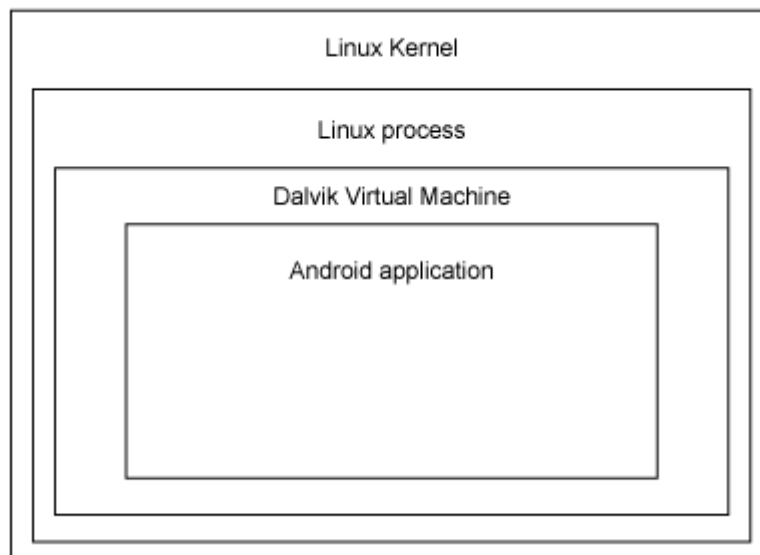 Linux Kernel
Linux process
Dalvik Virtual Machine
Android application